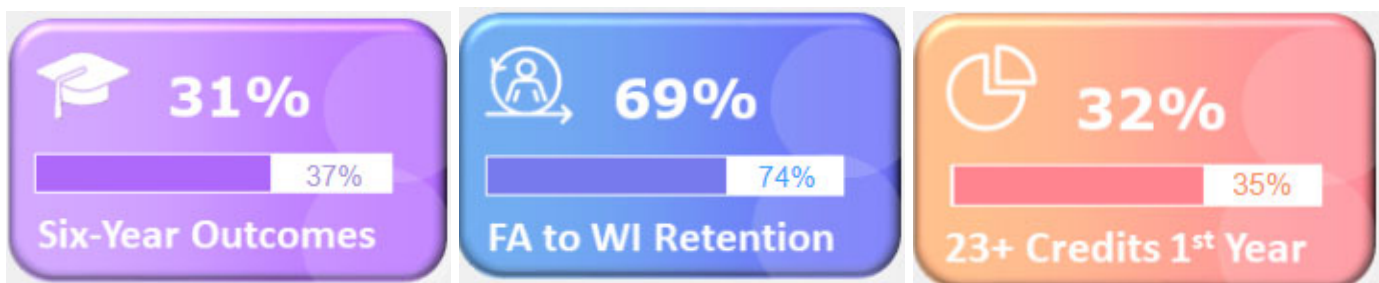 31%
37%
Six-Year Outcomes
69%
74%
FA to WI Retention
32%
35%
23+ Credits 1st Year